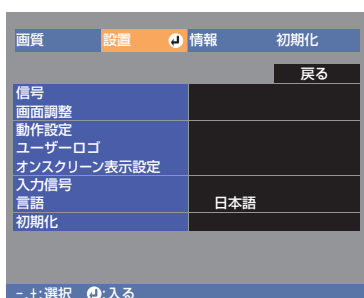 画質 設置 情報 初期化
戻る
信号
画面調整
動作設定
ユーザーロゴ
オンスクリーン表示設定
入力信号
言語 日本語
初期化
-,+:選択 :入る